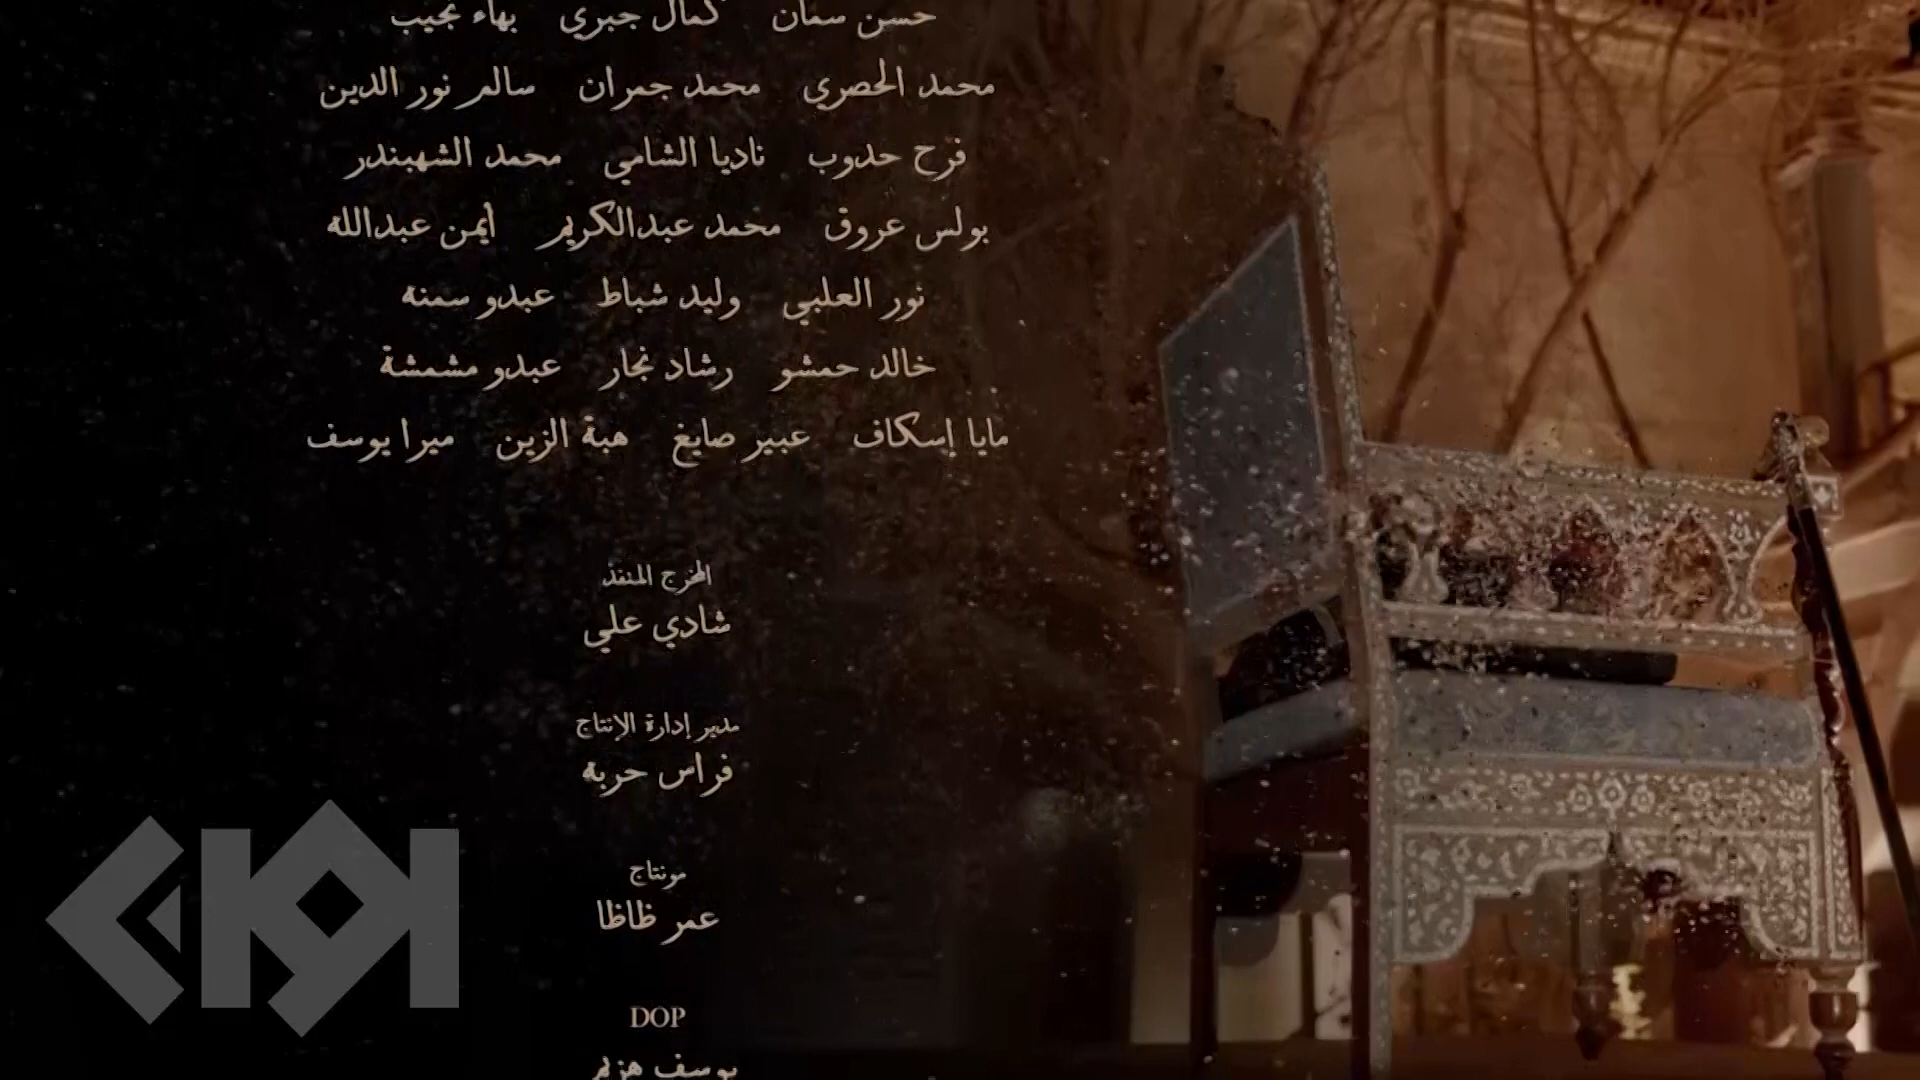 حسن سمان كمال جبري بهاء نجيب
محمد الحصري محمد جمران سالم نور الدين
فرح حدوب ناديا الشامي محمد الشهبندر
بولس عروق محمد عبدالكريم أيمن عبدالله
نور العلبي وليد شباط عبدو سمنه
خالد حمشو رشاد نجار عبدو مشمشة
مايا إسكاف عبير صايغ هبة الزين ميرا يوسف
المخرج المنفذ
شادي علي
مدير إدارة الإنتاج
فراس حربه
مونتاج
عمر ظاظا
DOP
يوسف هزيم